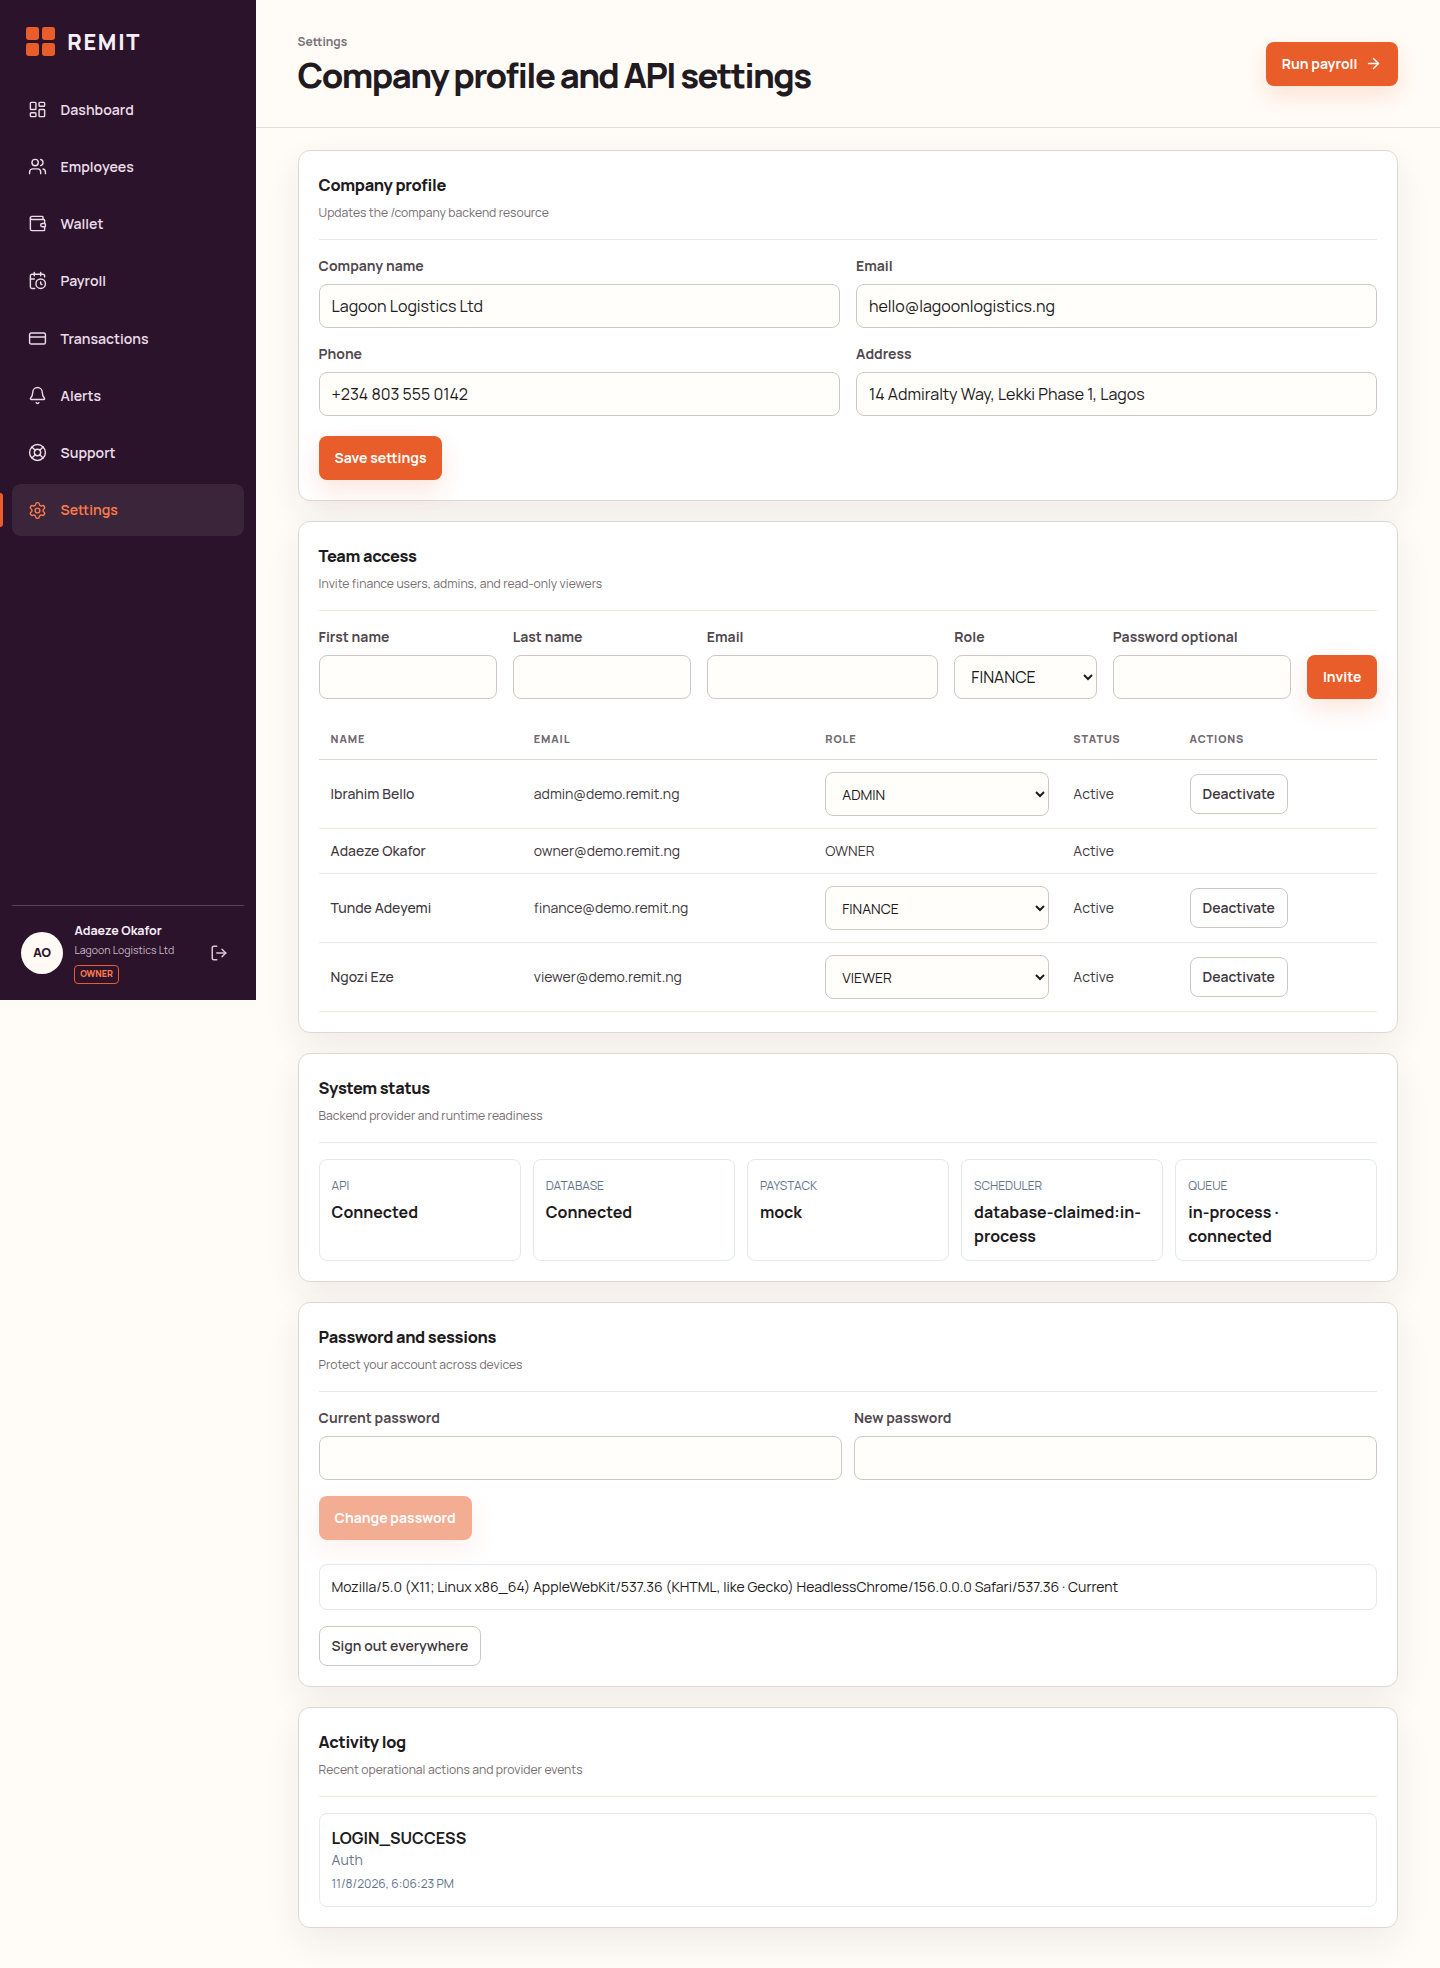 REMIT
Dashboard
Employees
Wallet
Payroll
Transactions
Alerts
Support
Settings
AO
Adaeze Okafor
Lagoon Logistics Ltd
OWNER
Settings
Company profile and API settings
Run payroll
Company profile
Updates the /company backend resource
Company name
Email
Lagoon Logistics Ltd
hello@lagoonlogistics.ng
Phone
Address
+234 803 555 0142
14 Admiralty Way, Lekki Phase 1, Lagos
Save settings
Team access
Invite finance users, admins, and read-only viewers
First name
Last name
Email
Role
Password optional
FINANCE
Invite
NAME
EMAIL
ROLE
STATUS
ACTIONS
Ibrahim Bello
admin@demo.remit.ng
ADMIN
Active
Deactivate
Adaeze Okafor
owner@demo.remit.ng
OWNER
Active
Tunde Adeyemi
finance@demo.remit.ng
FINANCE
Active
Deactivate
Ngozi Eze
viewer@demo.remit.ng
VIEWER
Active
Deactivate
System status
Backend provider and runtime readiness
API
Connected
DATABASE
Connected
PAYSTACK
mock
SCHEDULER
database-claimed:in-
process
QUEUE
in-process ·
connected
Password and sessions
Protect your account across devices
Current password
New password
Change password
Mozilla/5.0 (X11; Linux x86_64) AppleWebKit/537.36 (KHTML, like Gecko) HeadlessChrome/156.0.0.0 Safari/537.36 · Current
Sign out everywhere
Activity log
Recent operational actions and provider events
LOGIN_SUCCESS
Auth
11/8/2026, 6:06:23 PM